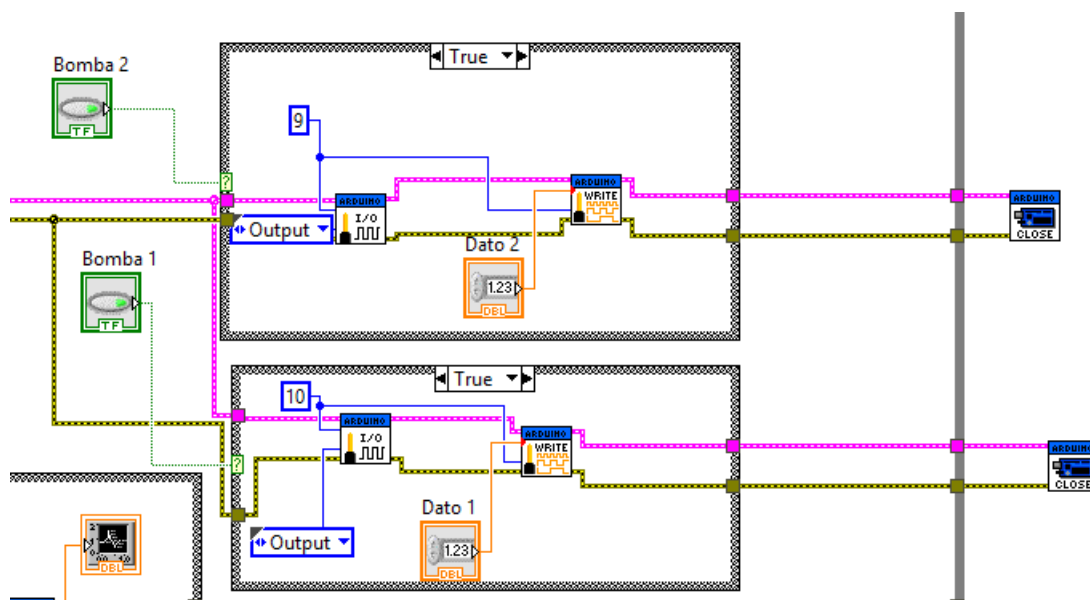 True
Bomba 2
TF
9
?
ARDUINO
I/O
Output
ARDUINO
WRITE
Dato 2
1.23
DBL
ARDUINO
CLOSE
Bomba 1
TF
True
10
?
ARDUINO
I/O
Output
ARDUINO
WRITE
Dato 1
1.23
DBL
ARDUINO
CLOSE
DBL